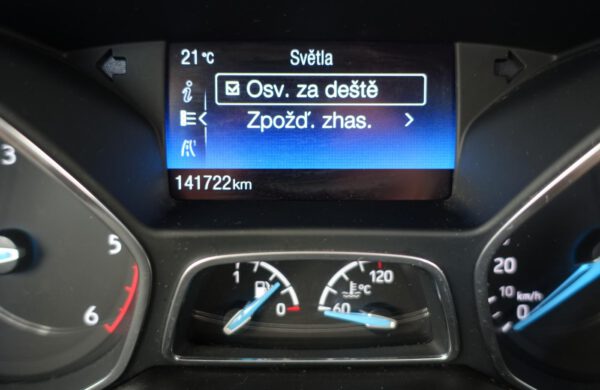 21°C Světla
Osv. za deště
Zpožď. zhas.
141722km
3
5
6
1 0
120
60 °C
20
10 km/h
0